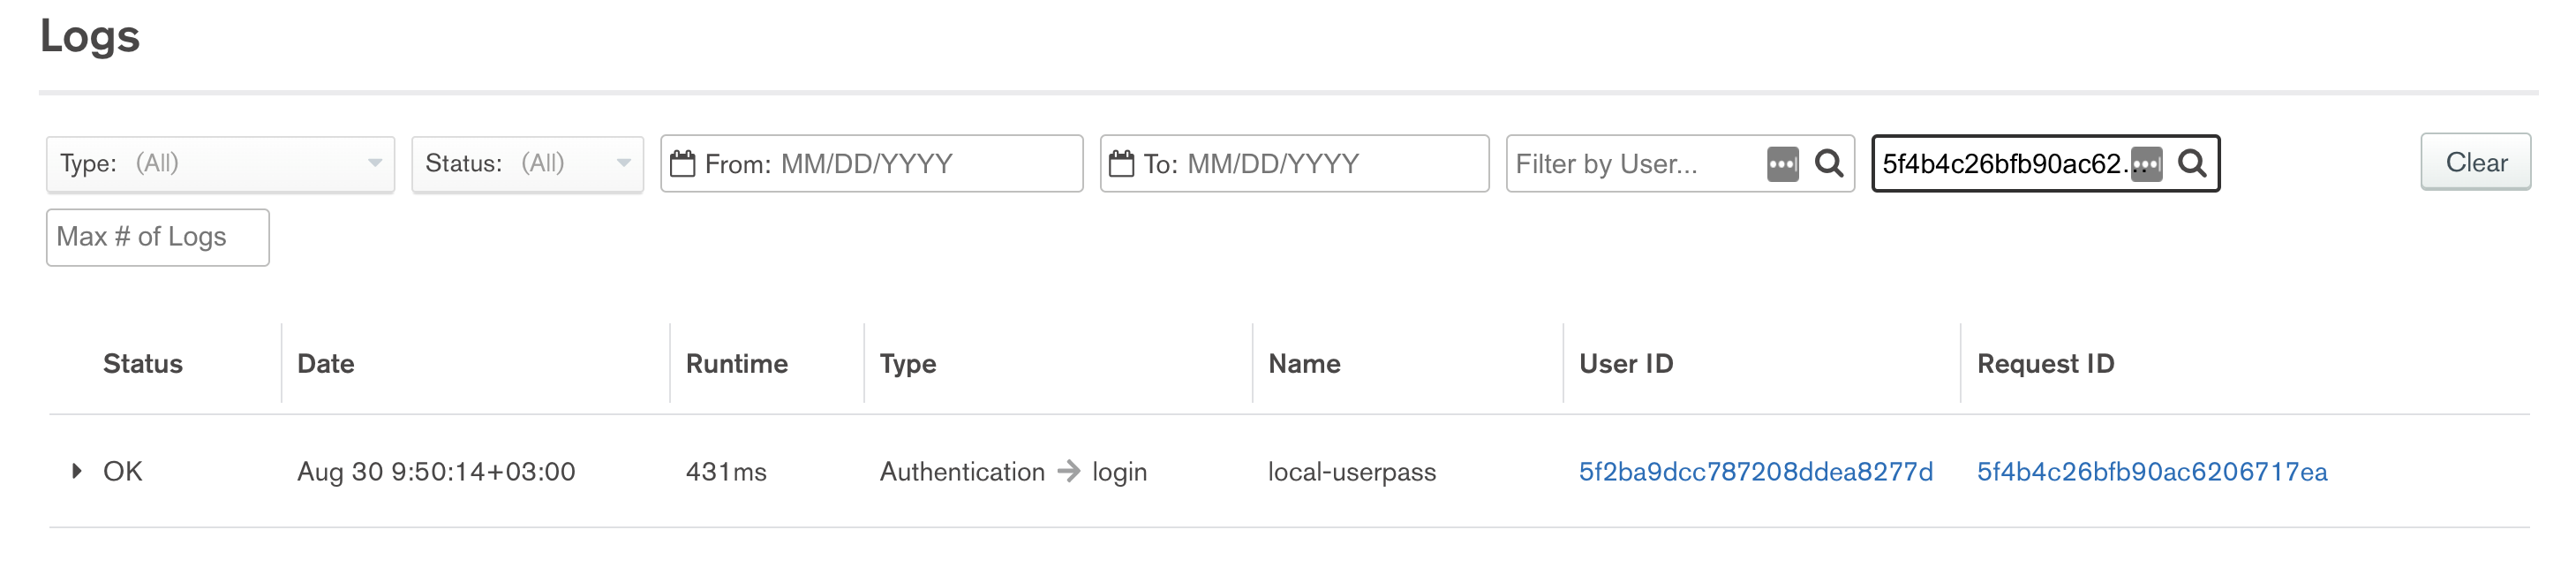 Logs
Type: (All) Status: (All) From: MM/DD/YYYY To: MM/DD/YYYY Filter by User... 5f4b4c26bfb90ac62... Clear
Max # of Logs
Status Date Runtime Type Name User ID Request ID
OK Aug 30 9:50:14+03:00 431ms Authentication → login local-userpass 5f2ba9dcc787208ddea8277d 5f4b4c26bfb90ac6206717ea